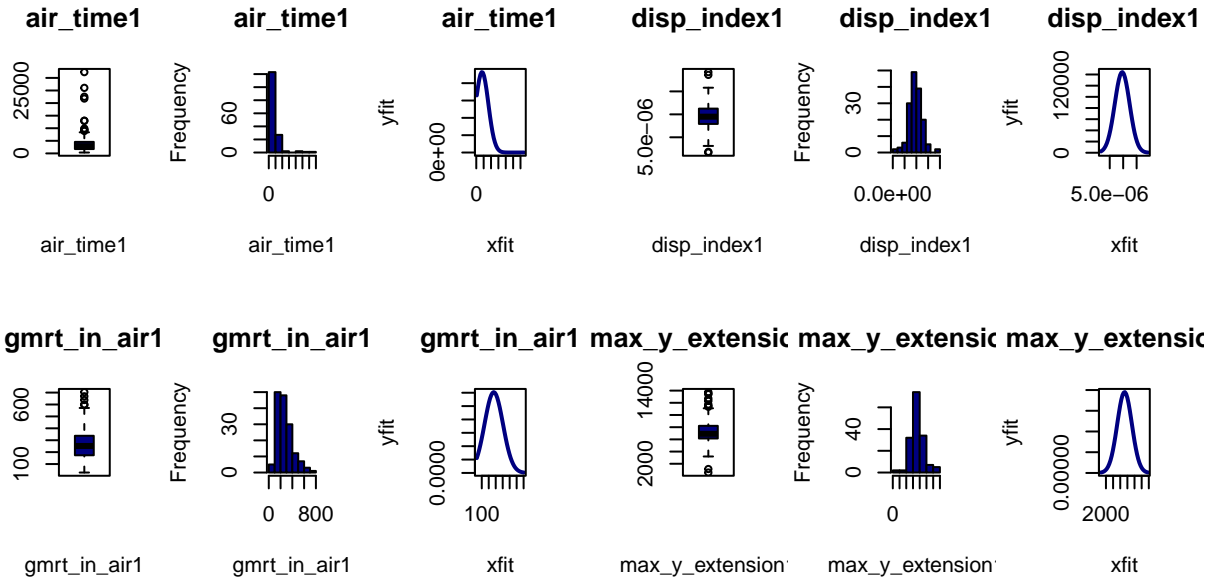 air_time1 air_time1 air_time1 disp_index1 disp_index1 disp_index1
0 25000
Frequency
0 60
0
yfit
0e+00
0
5.0e−06
Frequency
0 30
0.0e+00
yfit
0 120000
5.0e−06
air_time1 air_time1 xfit disp_index1 disp_index1 xfit
gmrt_in_air1 gmrt_in_air1 gmrt_in_air1 max_y_extensic max_y_extensic max_y_extensic
100 600
Frequency
0 30
0 800
yfit
0.0000
100
2000 14000
Frequency
0 40
0
yfit
0.00000
2000
gmrt_in_air1 gmrt_in_air1 xfit max_y_extension max_y_extension xfit